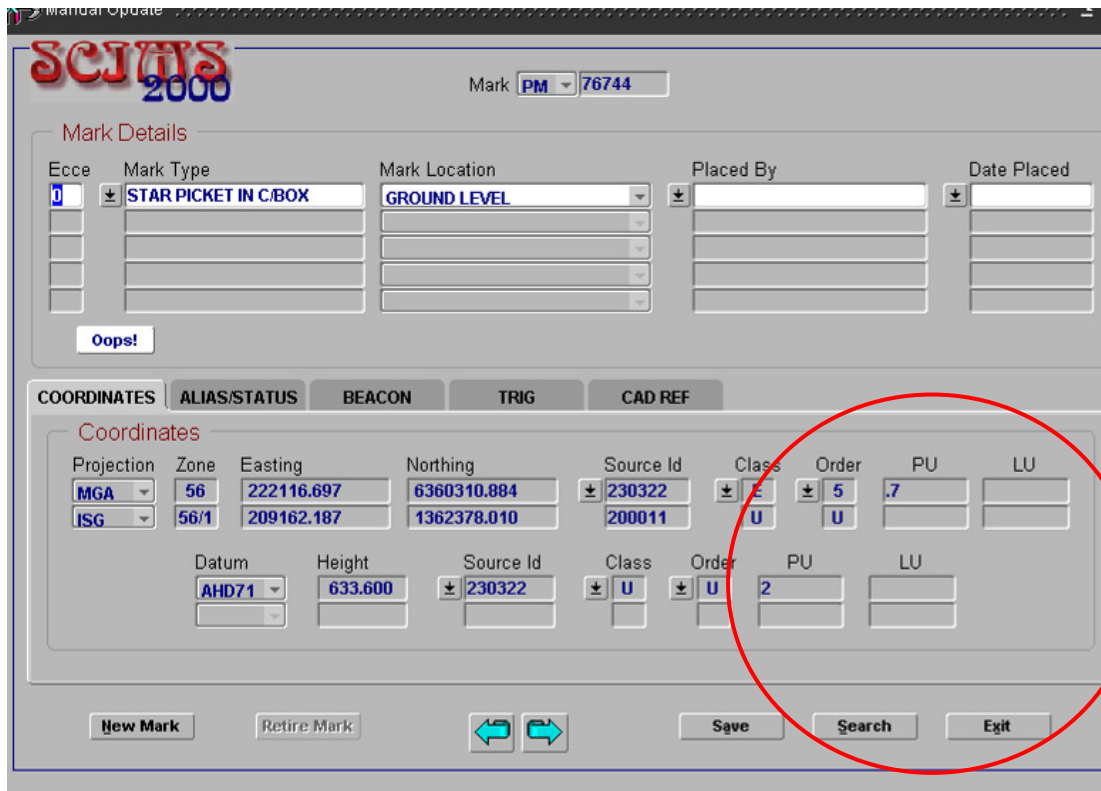 Manual Update
SCIMS
2000
Mark PM 76744
Mark Details
Ecce Mark Type Mark Location Placed By Date Placed
0 STAR PICKET IN C/BOX GROUND LEVEL
Oops!
COORDINATES ALIAS/STATUS BEACON TRIG CAD REF
Coordinates
Projection Zone Easting Northing Source Id Class Order PU LU
MGA 56 222116.697 6360310.884 230322 E 5 .7
ISG 56/1 209162.187 1362378.010 200011 U U
Datum Height Source Id Class Order PU LU
AHD71 633.600 230322 U U 2
New Mark Retire Mark Save Search Exit